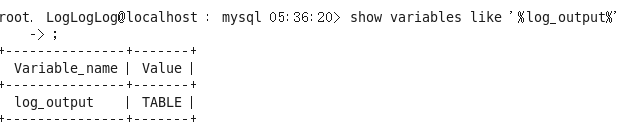 root. LogLogLog@localhost : mysql 05:36:20> show variables like '%log_output%'
    -> ;
+---------------+-------+
 Variable_name | Value |
+---------------+-------+
 log_output    | TABLE |
+---------------+-------+